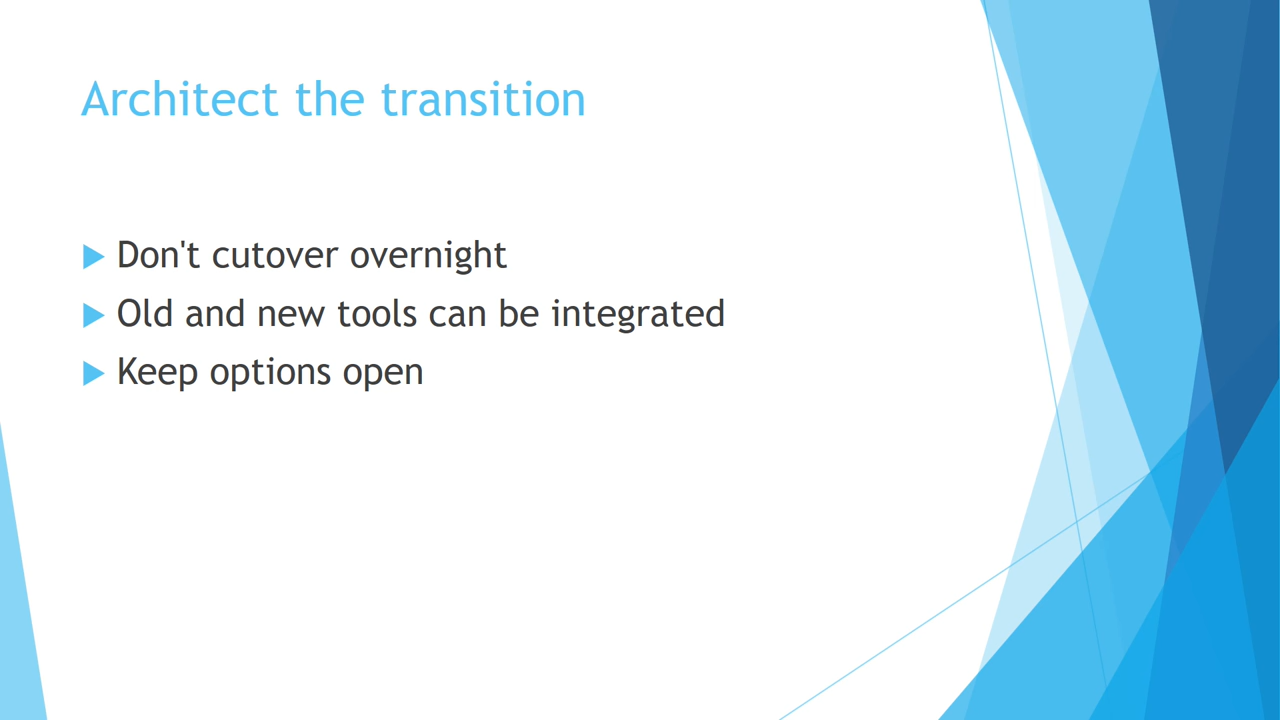 Architect the transition
Don't cutover overnight
Old and new tools can be integrated
Keep options open